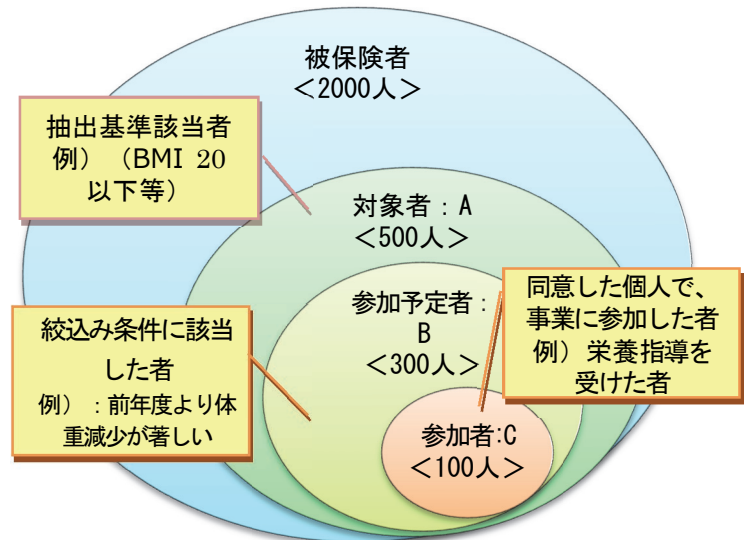 被保険者
＜2000人＞
抽出基準該当者
例）（BMI 20
以下等）
対象者：A
＜500人＞
参加予定者：
B
＜300人＞
同意した個人で、
事業に参加した者
例）栄養指導を
受けた者
絞込み条件に該当
した者
例）：前年度より体
重減少が著しい
参加者:C
＜100人＞